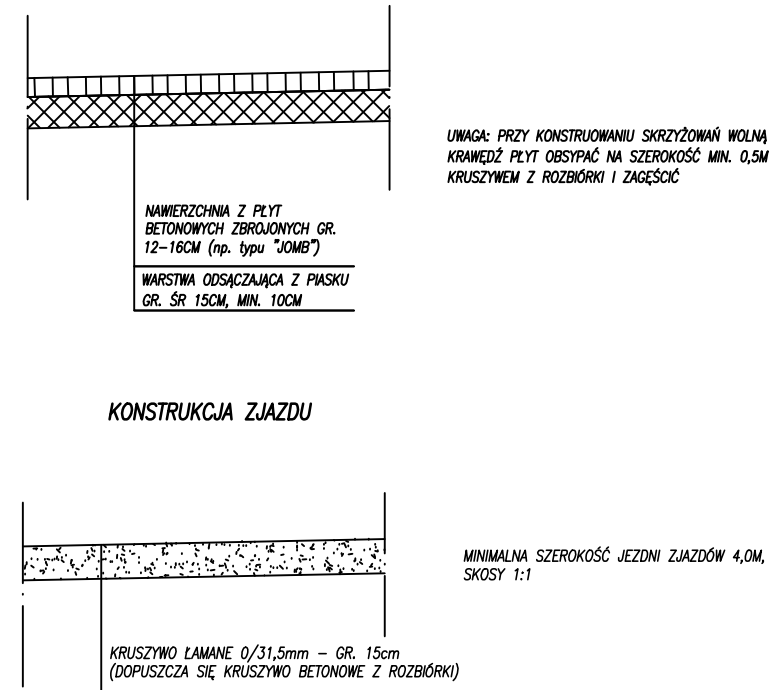 UWAGA: PRZY KONSTRUOWANIU SKRZYŻOWAŃ WOLNĄ
KRAWĘDŹ PŁYT OBSYPAĆ NA SZEROKOŚĆ MIN. 0,5M
KRUSZYWEM Z ROZBIÓRKI I ZAGĘŚCIĆ
NAWIERZCHNIA Z PŁYT
BETONOWYCH ZBROJONYCH GR.
12-16CM (np. typu "JOMB")
WARSTWA ODSĄCZAJĄCA Z PIASKU
GR. ŚR 15CM, MIN. 10CM
KONSTRUKCJA ZJAZDU
MINIMALNA SZEROKOŚĆ JEZDNI ZJAZDÓW 4,0M,
SKOSY 1:1
KRUSZYWO ŁAMANE 0/31,5mm - GR. 15cm
(DOPUSZCZA SIĘ KRUSZYWO BETONOWE Z ROZBIÓRKI)